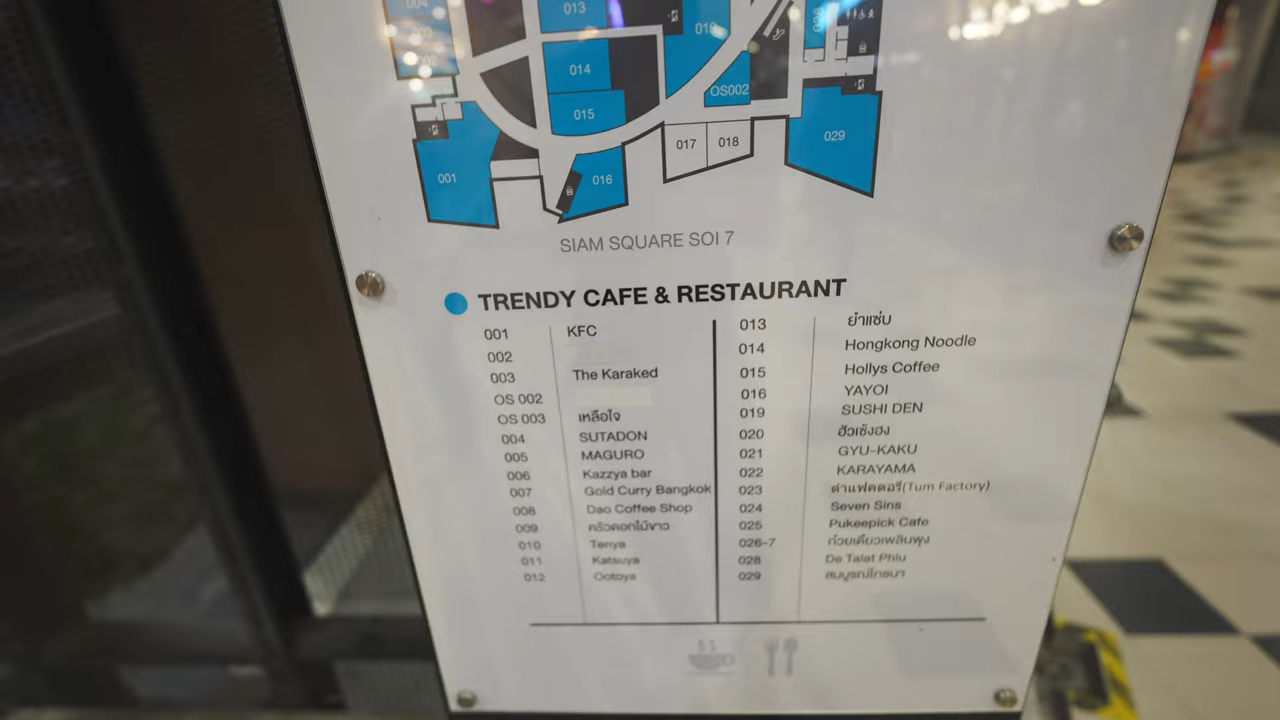 004
013
019
028
014
OS002
015
029
017
018
001
016
SIAM SQUARE SOI 7
TRENDY CAFE & RESTAURANT
001 KFC
002
003 The Karaked
OS 002
OS 003 เหลือใจ
004 SUTADON
005 MAGURO
006 Kazzya bar
007 Gold Curry Bangkok
008 Dao Coffee Shop
009 ครัวดอกไม้ขาว
010 Tenya
011 Katsuya
012 Ootoya
013 ยำแซ่บ
014 Hongkong Noodle
015 Hollys Coffee
016 YAYOI
019 SUSHI DEN
020 ฮั่วเซ่งฮง
021 GYU-KAKU
022 KARAYAMA
023 ตำแฟคตอรี่(Tum Factory)
024 Seven Sins
025 Pukeepick Cafe
026-7 ก๋วยเตี๋ยวเพลินพุง
028 De Talat Phlu
029 สมบูรณ์โภชนา